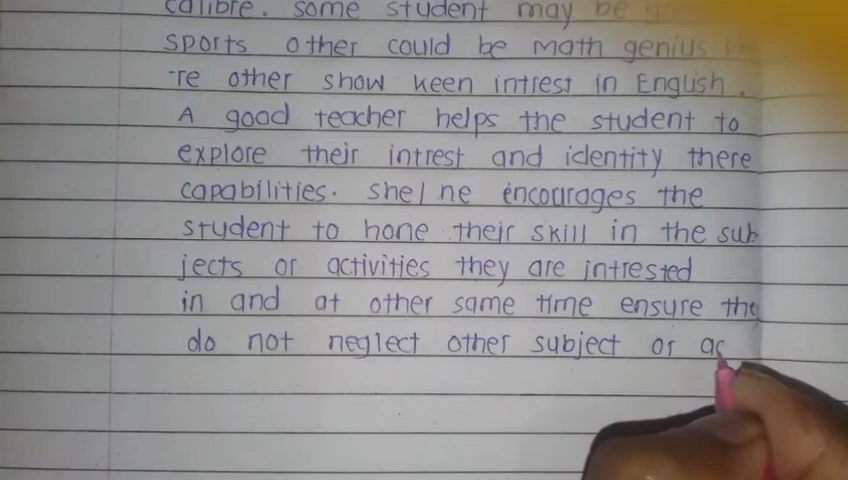 calibre. some student may be
sports other could be math genius
re other show keen intrest in English.
A good teacher helps the student to
explore their intrest and identity there
capabilities. she/ he encourages the
student to hone their skill in the sub
jects or activities they are intrested
in and at other same time ensure the
do not neglect other subject or ac